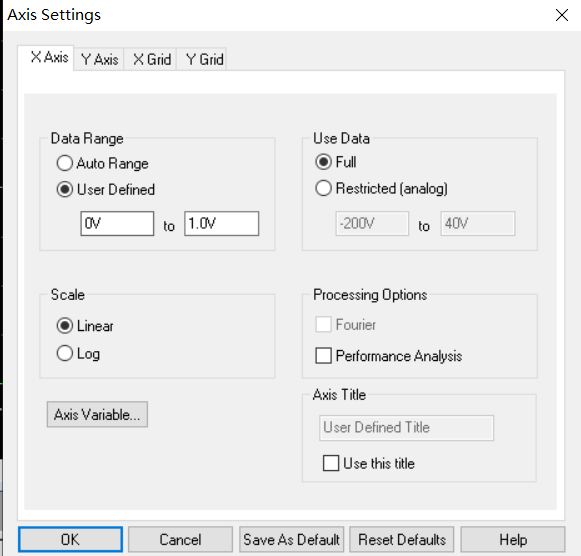 Axis Settings
X Axis Y Axis X Grid Y Grid
Data Range
Auto Range
User Defined
0V to 1.0V
Use Data
Full
Restricted (analog)
-200V to 40V
Scale
Linear
Log
Processing Options
Fourier
Performance Analysis
Axis Variable...
Axis Title
User Defined Title
Use this title
OK Cancel Save As Default Reset Defaults Help